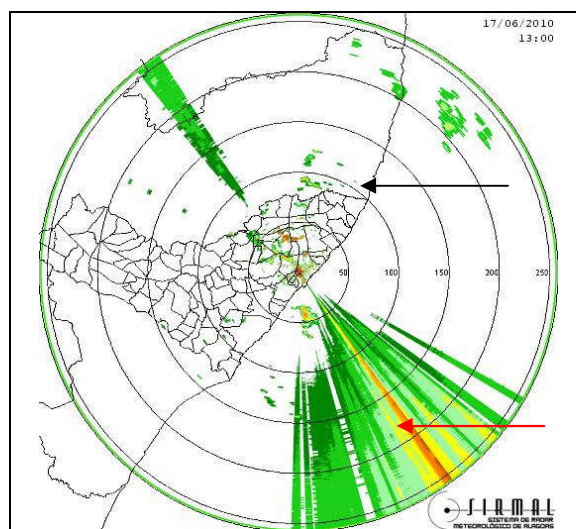 17/06/2010
13:00
50 100 150 200 250
SIRMAL
SISTEMA DE RADAR
METEOROLÓGICO DE ALAGOAS